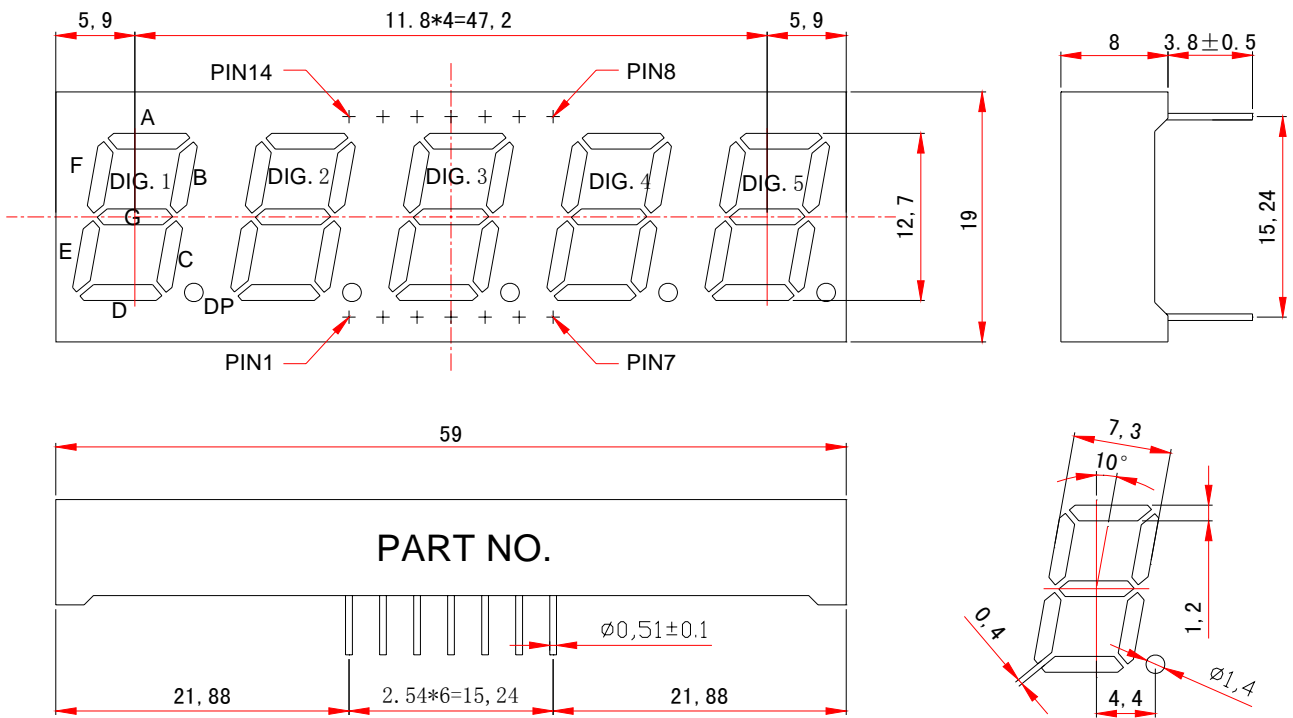 5,9 11.8*4=47,2 5,9 8 3.8±0.5
PIN14 PIN8
A
F DIG. 1 B DIG. 2 DIG. 3 DIG. 4 DIG. 5
G
E C
D DP
12,7 19 15,24
PIN1 PIN7
59
PART NO.
Ø0,51±0.1
21,88 2.54*6=15,24 21,88
7,3
10°
1,2
0,4
Ø1,4
4,4